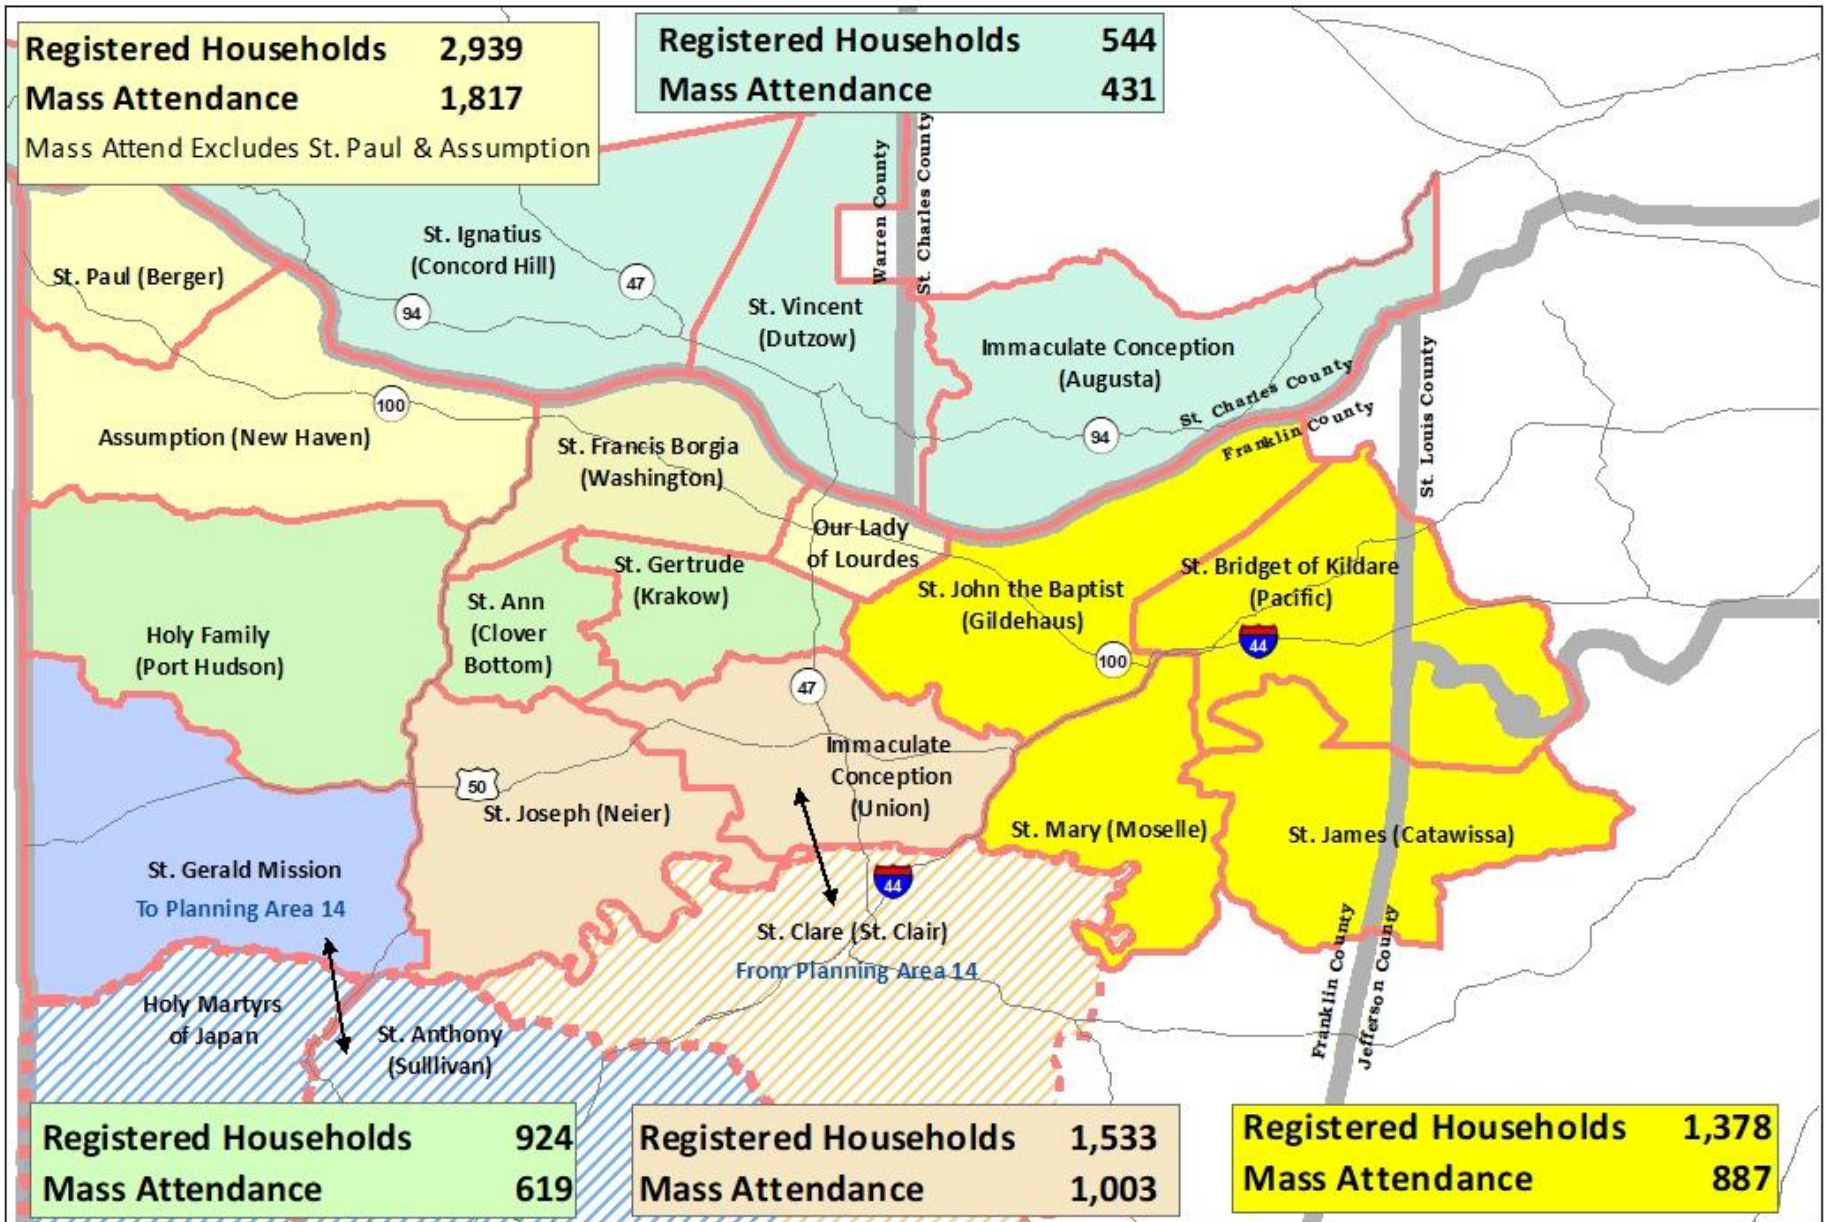 Registered Households 2,939
Mass Attendance 1,817
Mass Attend Excludes St. Paul & Assumption
Registered Households 544
Mass Attendance 431
Warren County
St. Charles County
St. Ignatius
(Concord Hill)
47
94
St. Paul (Berger)
St. Vincent
(Dutzow)
Immaculate Conception
(Augusta)
St. Charles County
Franklin County
St. Louis County
94
100
Assumption (New Haven)
St. Francis Borgia
(Washington)
Our Lady
of Lourdes
St. Gertrude
(Krakow)
St. Ann
(Clover
Bottom)
Holy Family
(Port Hudson)
St. John the Baptist
(Gildehaus)
St. Bridget of Kildare
(Pacific)
44
100
47
Immaculate
Conception
(Union)
50
St. Joseph (Neier)
St. Mary (Moselle)
St. James (Catawissa)
St. Gerald Mission
To Planning Area 14
44
St. Clare (St. Clair)
From Planning Area 14
Holy Martyrs
of Japan
St. Anthony
(Sulllivan)
Franklin County
Jefferson County
Registered Households 924
Mass Attendance 619
Registered Households 1,533
Mass Attendance 1,003
Registered Households 1,378
Mass Attendance 887